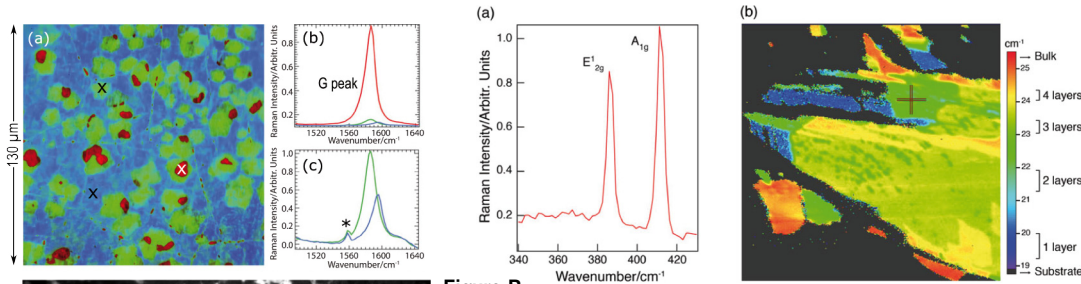 (a)
130 μm
X
X
X
(b)
G peak
Raman Intensity/Arbitr. Units
0.8
0.6
0.4
0.2
1520
1560
1600
1640
Wavenumber/cm-1
(c)
*
Raman Intensity/Arbitr. Units
1.0
0.8
0.6
0.4
0.2
0.0
1520
1560
1600
1640
Wavenumber/cm-1
(a)
Raman Intensity/Arbitr. Units
1.0
0.8
0.6
0.4
0.2
E¹2g
A1g
340
360
380
400
420
Wavenumber/cm-1
(b)
cm-1
Bulk
25
4 layers
24
3 layers
23
22
2 layers
21
20
1 layer
19
Substrate